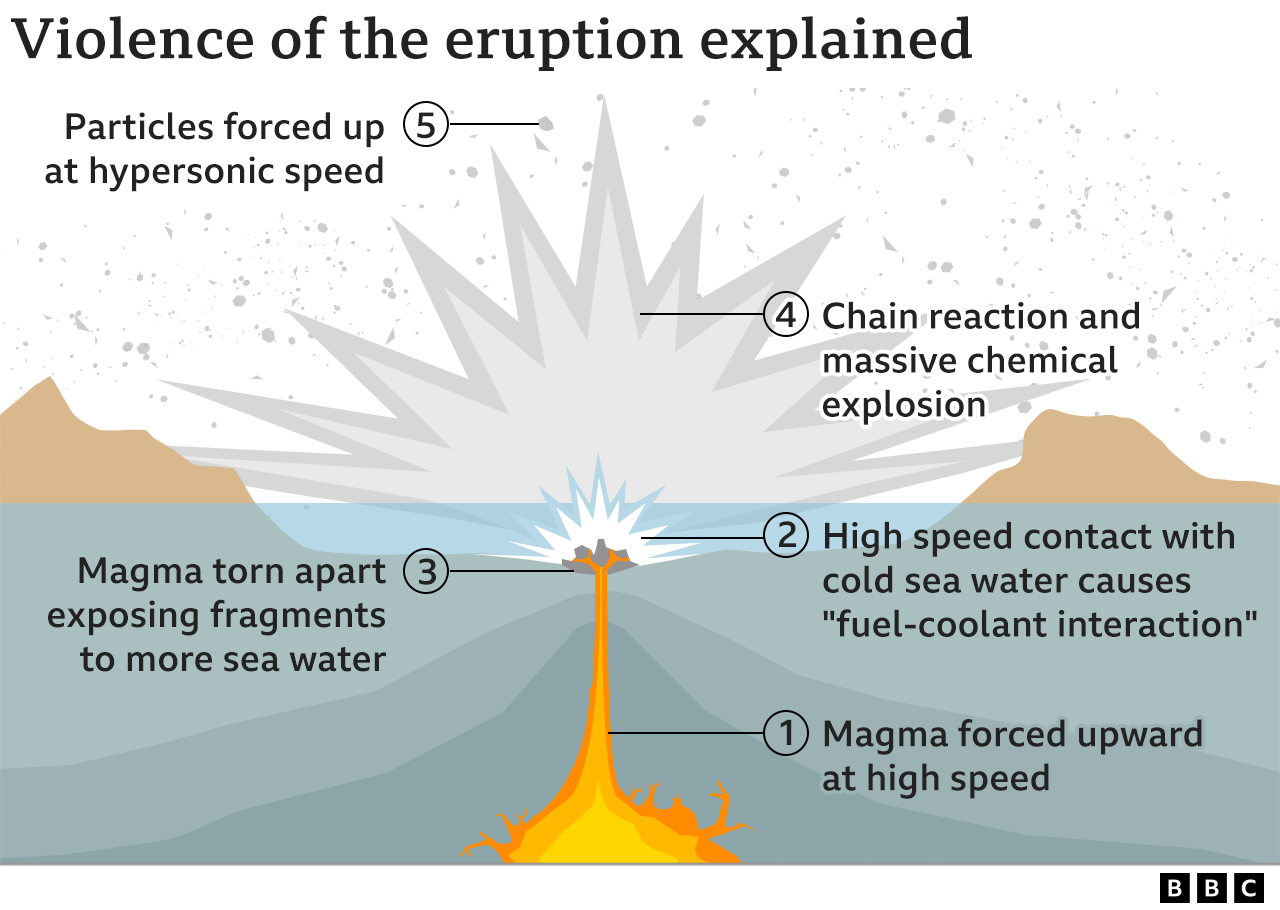 Violence of the eruption explained
Particles forced up
at hypersonic speed
5
4
Chain reaction and
massive chemical
explosion
2
High speed contact with
cold sea water causes
"fuel-coolant interaction"
Magma torn apart
exposing fragments
to more sea water
3
1
Magma forced upward
at high speed
BBC